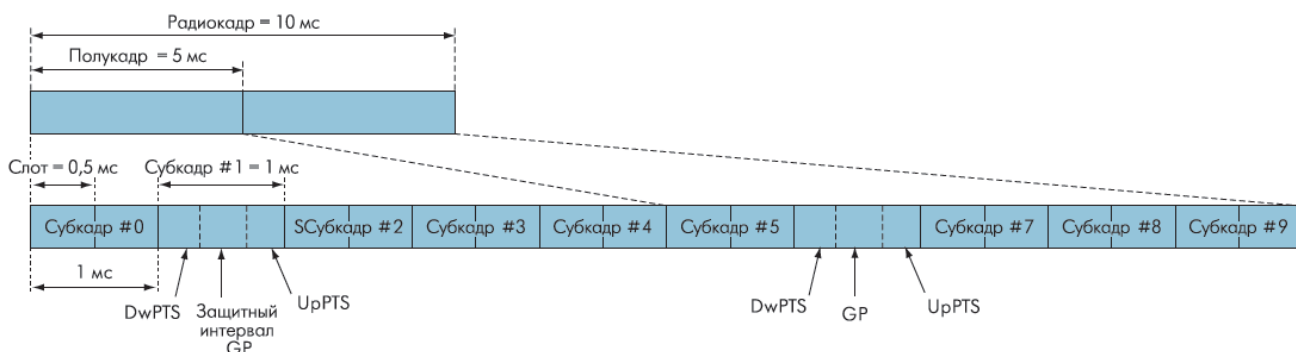 Радиокадр = 10 мс
Полукадр = 5 мс
Слот = 0,5 мс
Субкадр #1 = 1 мс
Субкадр #0
SСубкадр #2
Субкадр #3
Субкадр #4
Субкадр #5
Субкадр #7
Субкадр #8
Субкадр #9
1 мс
DwPTS
Защитный
интервал
GP
UpPTS
DwPTS
GP
UpPTS